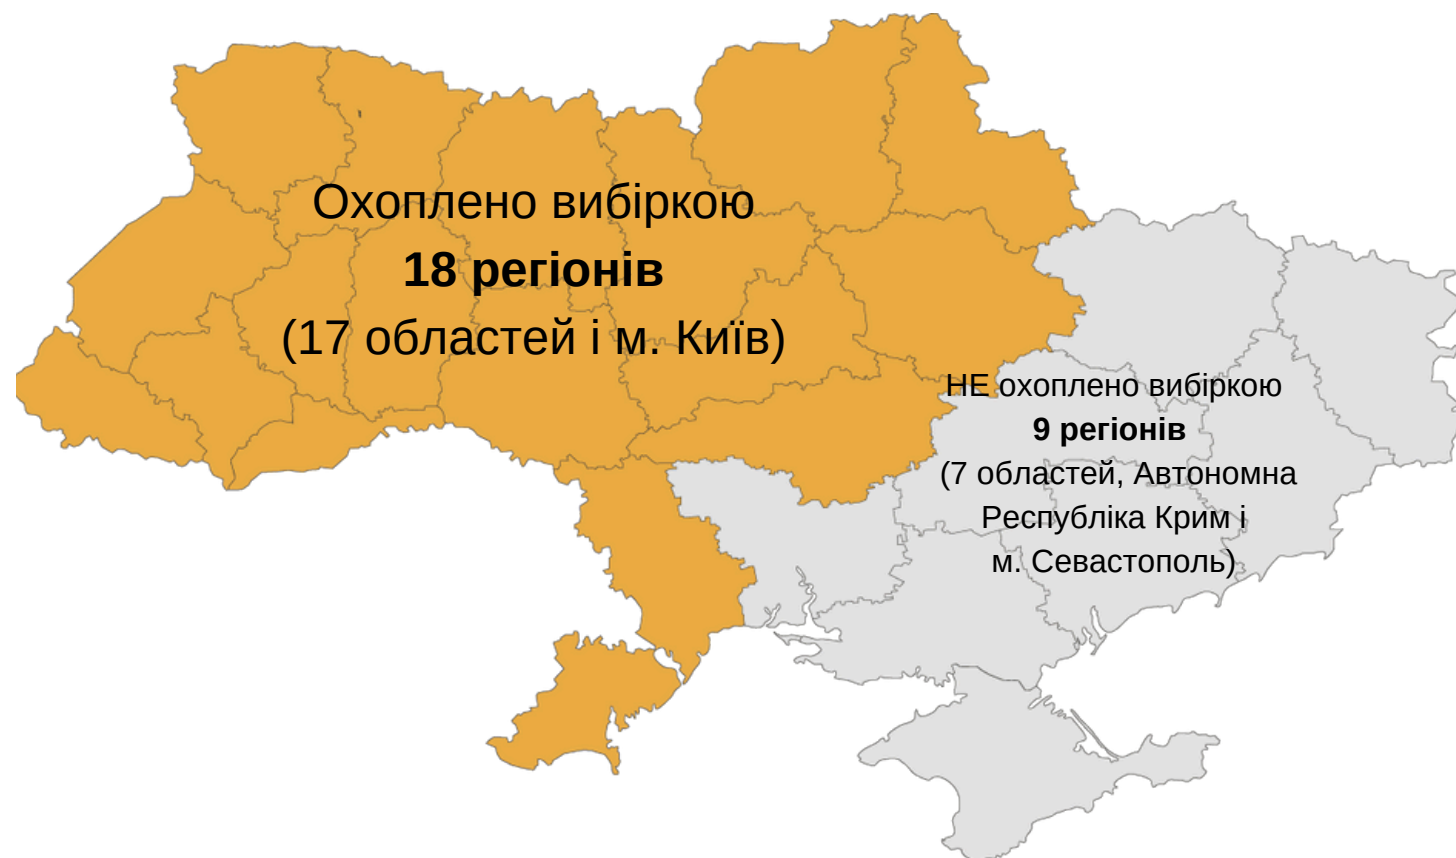 Охоплено вибіркою
18 регіонів
(17 областей і м. Київ)
НЕ охоплено вибіркою
9 регіонів
(7 областей, Автономна
Республіка Крим і
м. Севастополь)